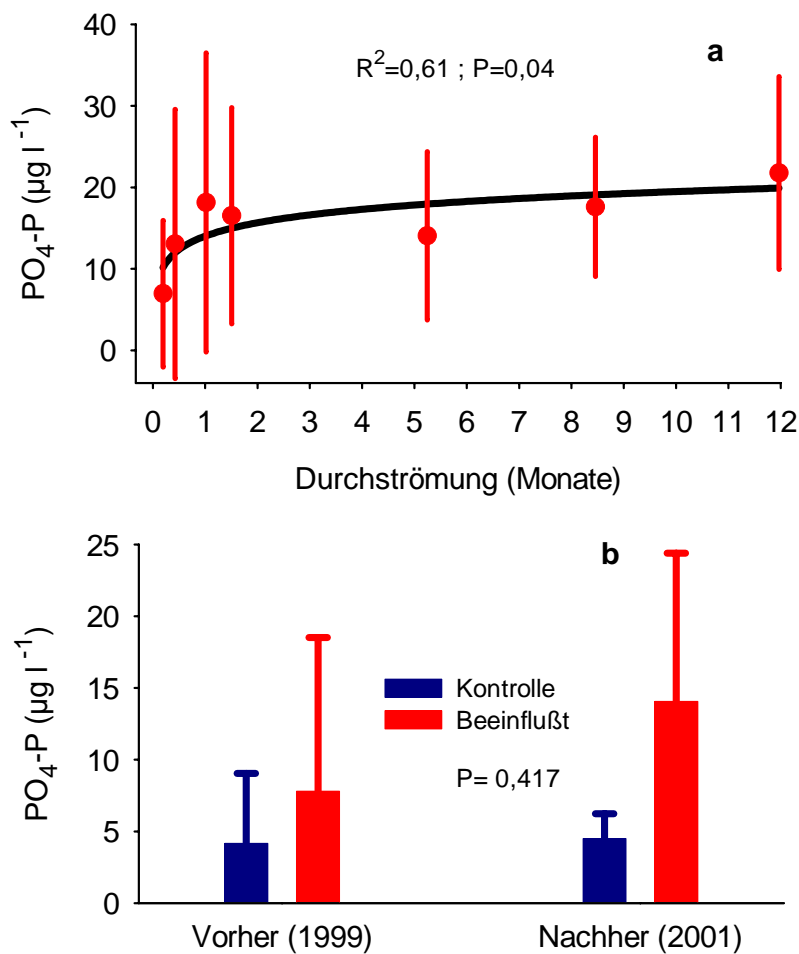 40
30
20
10
0
PO4-P (µg l-1)
R2=0,61 ; P=0,04
a
0 1 2 3 4 5 6 7 8 9 10 11 12
Durchströmung (Monate)
25
20
15
10
5
0
PO4-P (µg l-1)
b
Kontrolle
Beeinflußt
P= 0,417
Vorher (1999) Nachher (2001)